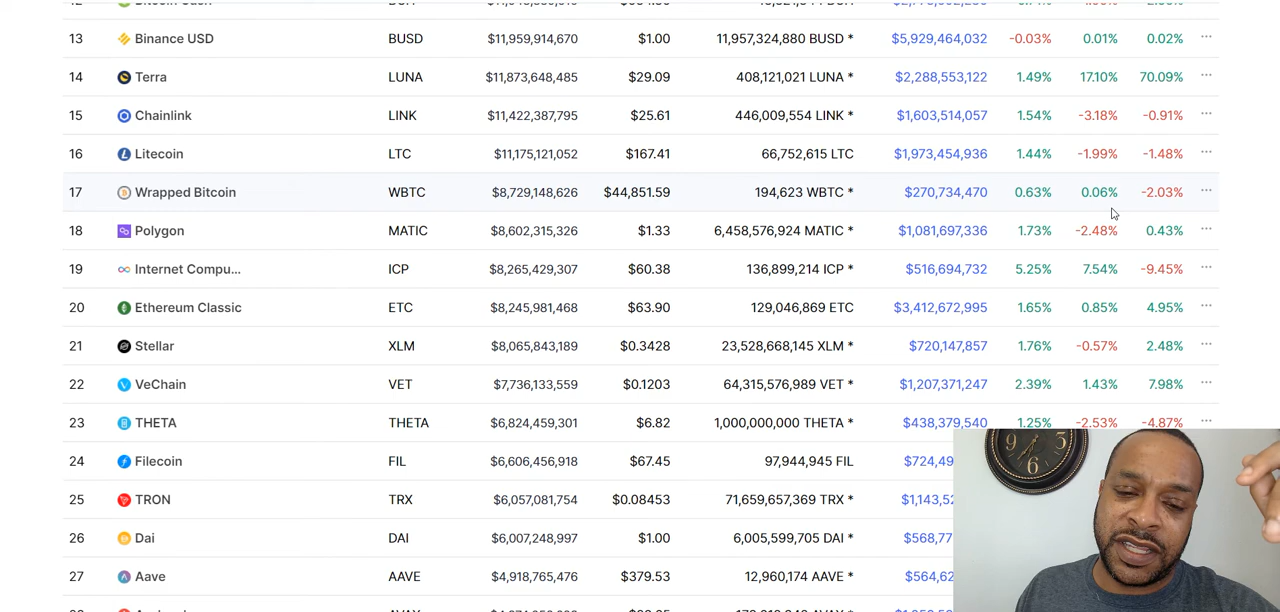 13 Binance USD BUSD $11,959,914,670 $1.00 11,957,324,880 BUSD * $5,929,464,032 -0.03% 0.01% 0.02% ...
14 Terra LUNA $11,873,648,485 $29.09 408,121,021 LUNA * $2,288,553,122 1.49% 17.10% 70.09% ...
15 Chainlink LINK $11,422,387,795 $25.61 446,009,554 LINK * $1,603,514,057 1.54% -3.18% -0.91% ...
16 Litecoin LTC $11,175,121,052 $167.41 66,752,615 LTC $1,973,454,936 1.44% -1.99% -1.48% ...
17 Wrapped Bitcoin WBTC $8,729,148,626 $44,851.59 194,623 WBTC * $270,734,470 0.63% 0.06% -2.03% ...
18 Polygon MATIC $8,602,315,326 $1.33 6,458,576,924 MATIC * $1,081,697,336 1.73% -2.48% 0.43% ...
19 Internet Compu... ICP $8,265,429,307 $60.38 136,899,214 ICP * $516,694,732 5.25% 7.54% -9.45% ...
20 Ethereum Classic ETC $8,245,981,468 $63.90 129,046,869 ETC $3,412,672,995 1.65% 0.85% 4.95% ...
21 Stellar XLM $8,065,843,189 $0.3428 23,528,668,145 XLM * $720,147,857 1.76% -0.57% 2.48% ...
22 VeChain VET $7,736,133,559 $0.1203 64,315,576,989 VET * $1,207,371,247 2.39% 1.43% 7.98% ...
23 THETA THETA $6,824,459,301 $6.82 1,000,000,000 THETA * $438,379,540 1.25% -2.53% -4.87% ...
24 Filecoin FIL $6,606,456,918 $67.45 97,944,945 FIL $724,49
25 TRON TRX $6,057,081,754 $0.08453 71,659,657,369 TRX * $1,143,52
26 Dai DAI $6,007,248,997 $1.00 6,005,599,705 DAI * $568,77
27 Aave AAVE $4,918,765,476 $379.53 12,960,174 AAVE * $564,62
9 3
6